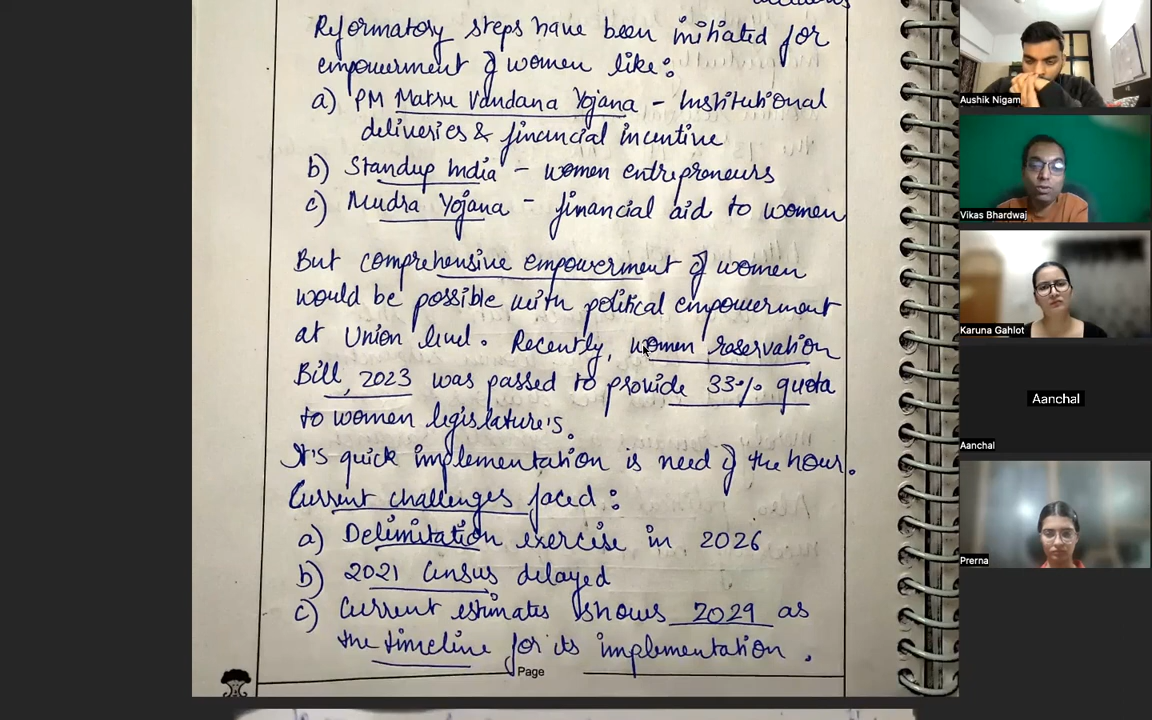 Reformatory steps have been initiated for
empowerment of women like:
a) PM Matru Vandana Yojana - Institutional
deliveries & financial incentive
b) Standup India - women entrepreneurs
c) Mudra Yojana - financial aid to women
But comprehensive empowerment of women
would be possible with political empowerment
at Union level. Recently, women reservation
Bill, 2023 was passed to provide 33% quota
to women legislature's.
It's quick implementation is need of the hour.
Current challenges faced:
a) Delimitation exercise in 2026
b) 2021 Census delayed
c) Current estimates shows 2029 as
the timeline for its implementation.
Page
Aushik Nigam
Vikas Bhardwaj
Karuna Gahlot
Aanchal
Aanchal
Prerna